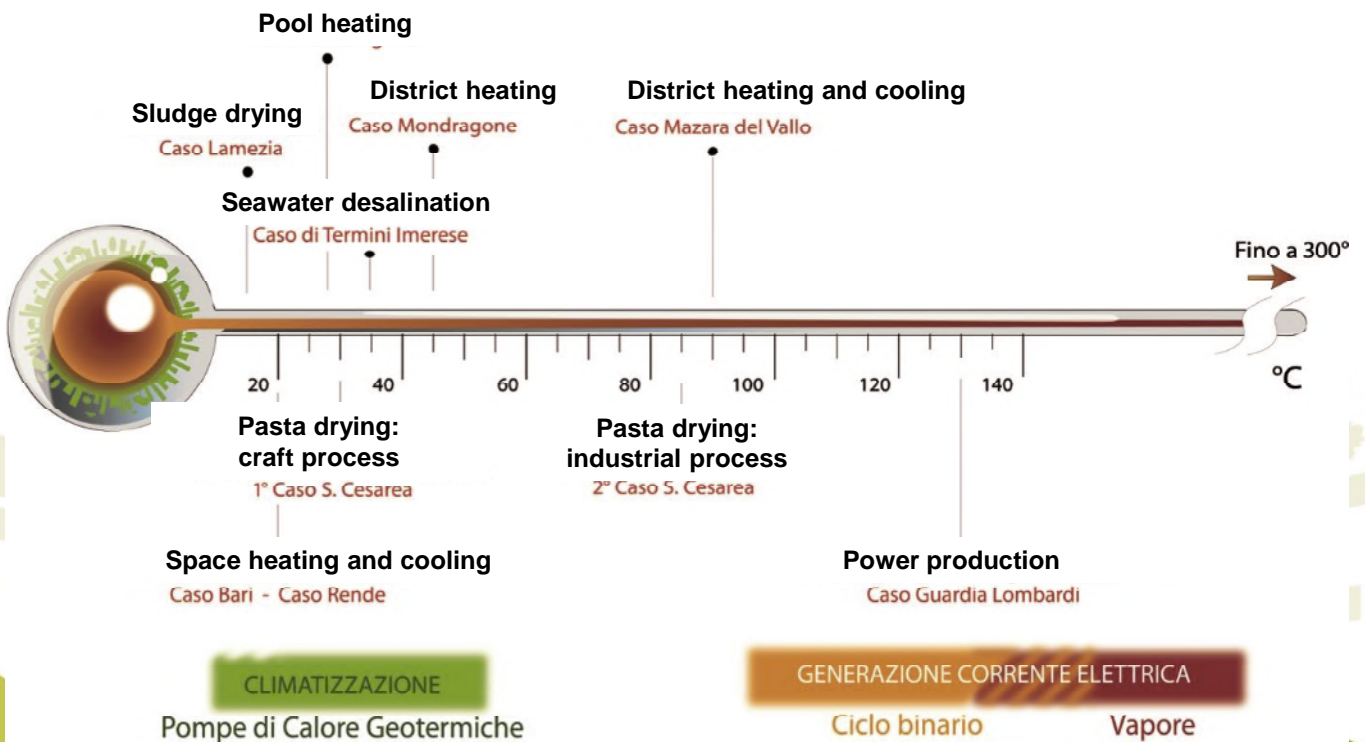 Pool heating
District heating
District heating and cooling
Sludge drying
Caso Mondragone
Caso Mazara del Vallo
Caso Lamezia
Seawater desalination
Caso di Termini Imerese
Fino a 300°
20 40 60 80 100 120 140 °C
Pasta drying:
craft process
1° Caso S. Cesarea
Pasta drying:
industrial process
2° Caso S. Cesarea
Space heating and cooling
Caso Bari - Caso Rende
Power production
Caso Guardia Lombardi
CLIMATIZZAZIONE
Pompe di Calore Geotermiche
GENERAZIONE CORRENTE ELETTRICA
Ciclo binario
Vapore